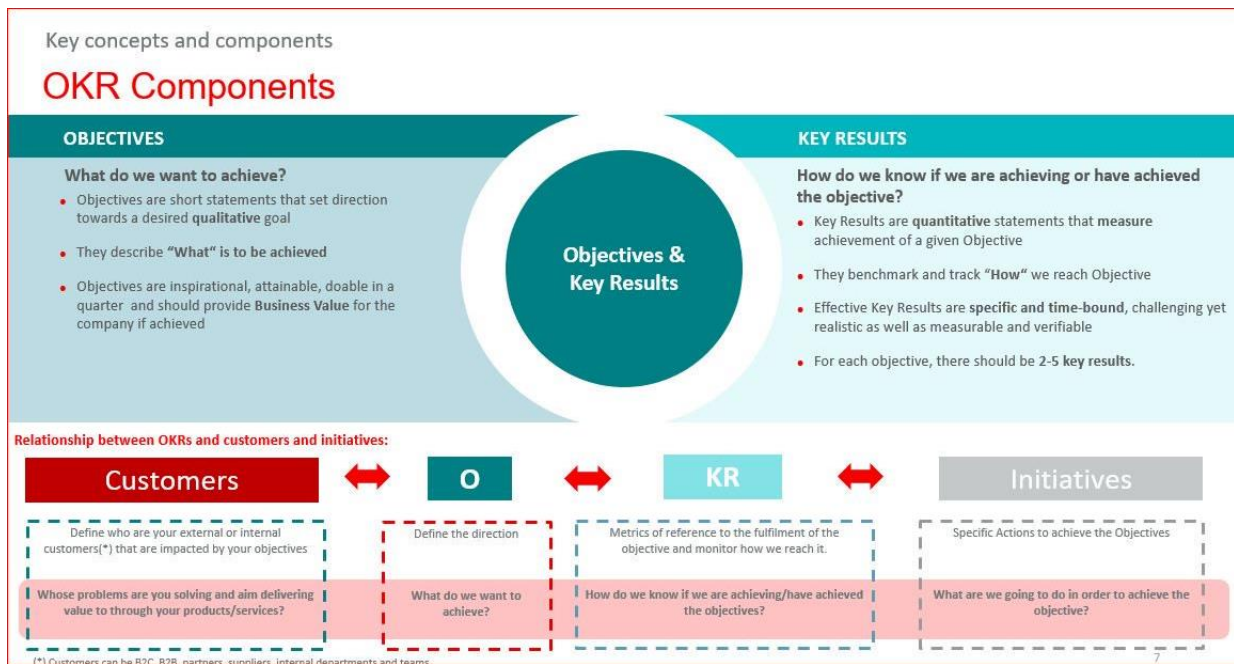 Key concepts and components
OKR Components
OBJECTIVES
What do we want to achieve?
• Objectives are short statements that set direction
towards a desired qualitative goal
• They describe “What“ is to be achieved
• Objectives are inspirational, attainable, doable in a
quarter and should provide Business Value for the
company if achieved
Objectives &
Key Results
KEY RESULTS
How do we know if we are achieving or have achieved
the objective?
• Key Results are quantitative statements that measure
achievement of a given Objective
• They benchmark and track “How“ we reach Objective
• Effective Key Results are specific and time-bound, challenging yet
realistic as well as measurable and verifiable
• For each objective, there should be 2-5 key results.
Relationship between OKRs and customers and initiatives:
Customers
O
KR
Initiatives
Define who are your external or internal
customers(*) that are impacted by your objectives
Whose problems are you solving and aim delivering
value to through your products/services?
Define the direction
What do we want to
achieve?
Metrics of reference to the fulfilment of the
objective and monitor how we reach it.
How do we know if we are achieving/have achieved
the objectives?
Specific Actions to achieve the Objectives
What are we going to do in order to achieve the
objective?
(*) Customers can be B2C, B2B, partners, suppliers, internal departments and teams
7